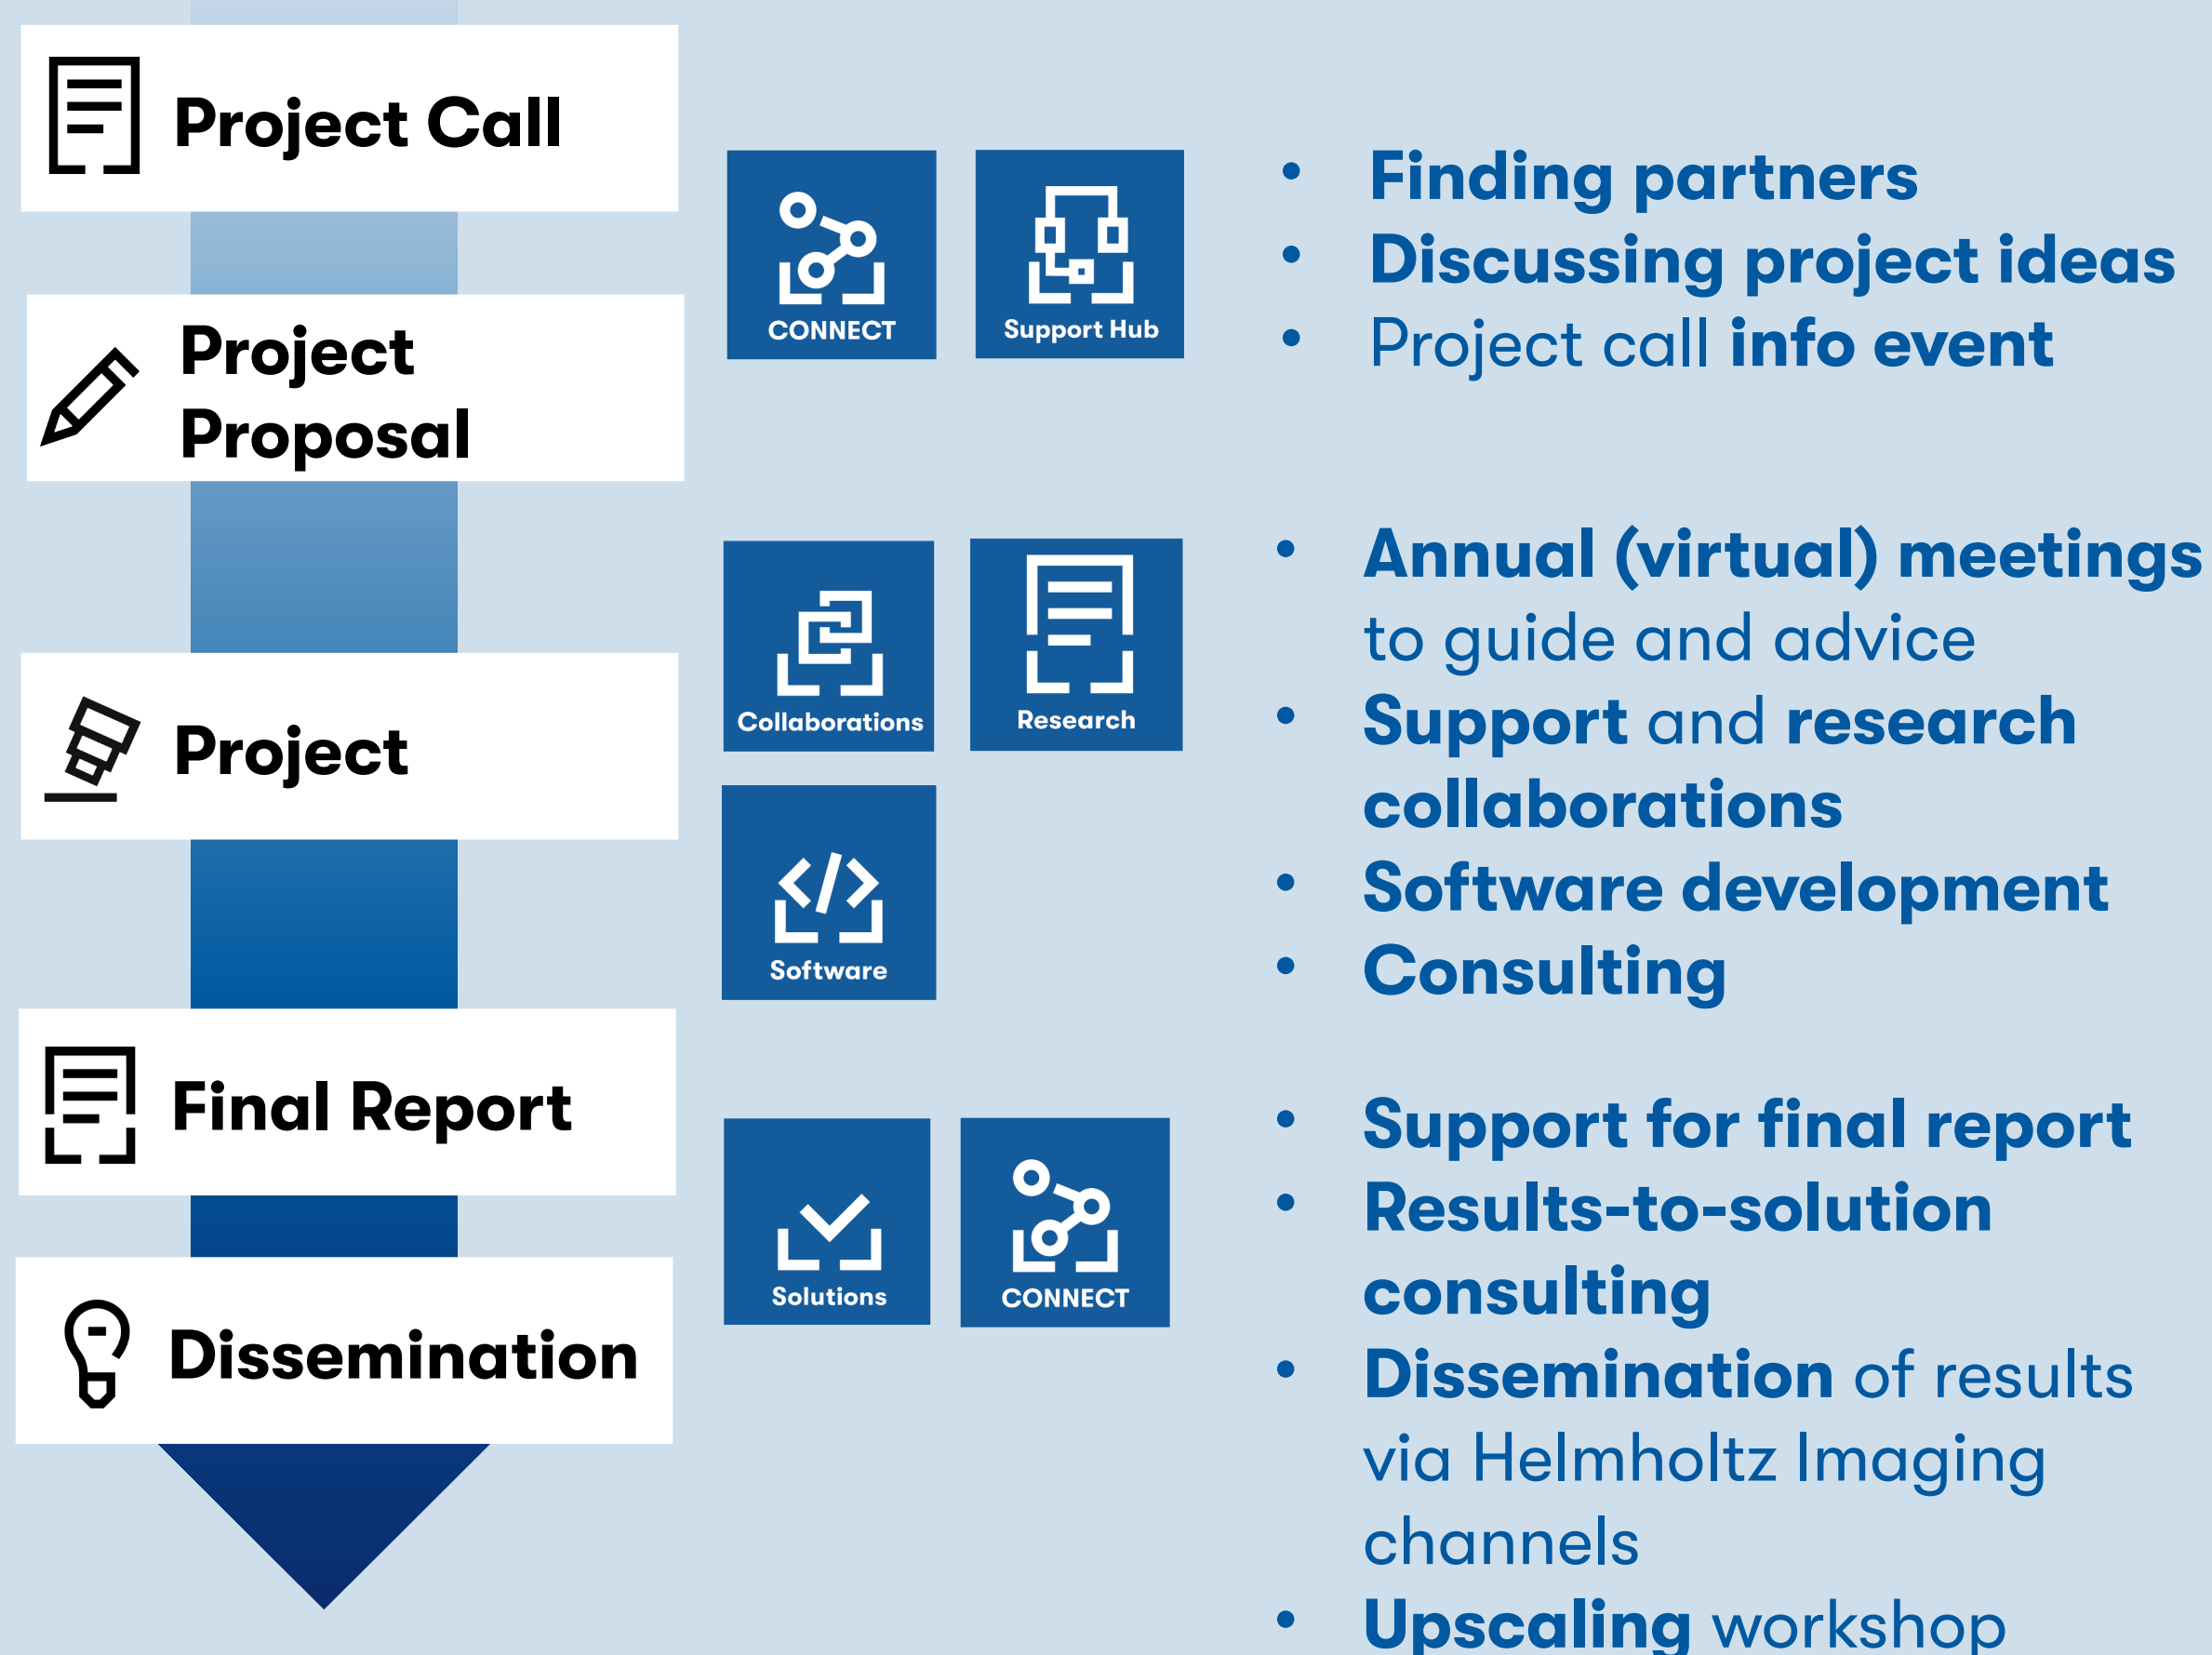 Project Call
Project
Proposal
CONNECT
Support Hub
• Finding partners
• Discussing project ideas
• Project call info event
Project
Collaborations
Research
Software
• Annual (virtual) meetings
to guide and advice
• Support and research
collaborations
• Software development
• Consulting
Final Report
Dissemination
Solutions
CONNECT
• Support for final report
• Results-to-solution
consulting
• Dissemination of results
via Helmholtz Imaging
channels
• Upscaling workshop